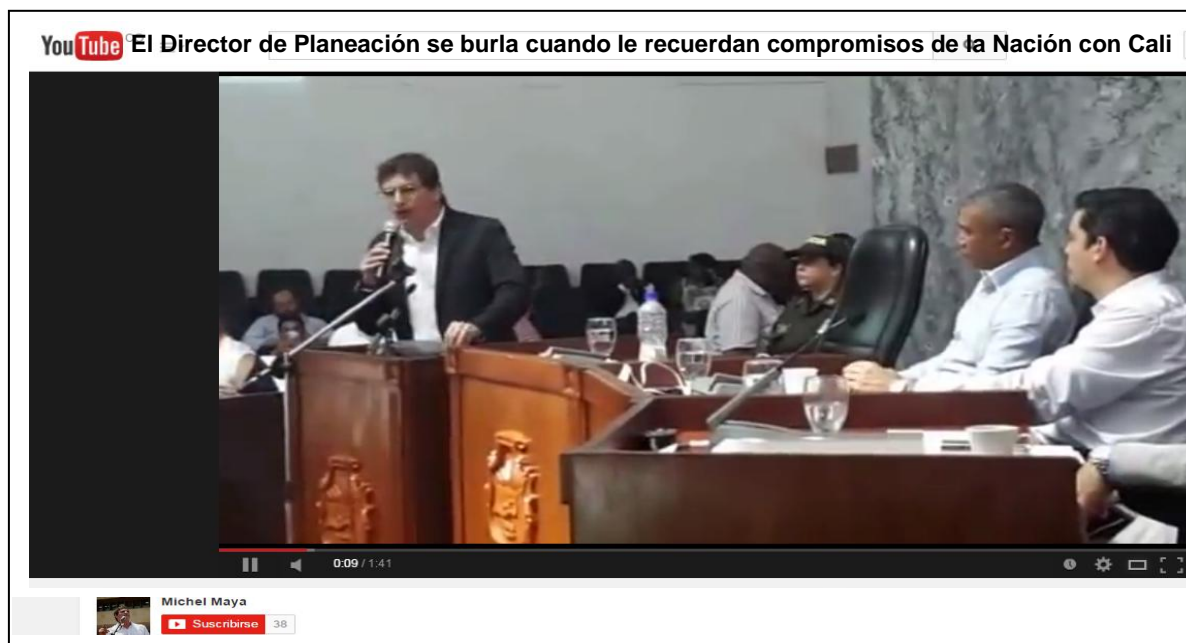 YouTube
El Director de Planeación se burla cuando le recuerdan compromisos de la Nación con Cali
0:09 / 1:41
Michel Maya
Suscribirse 38